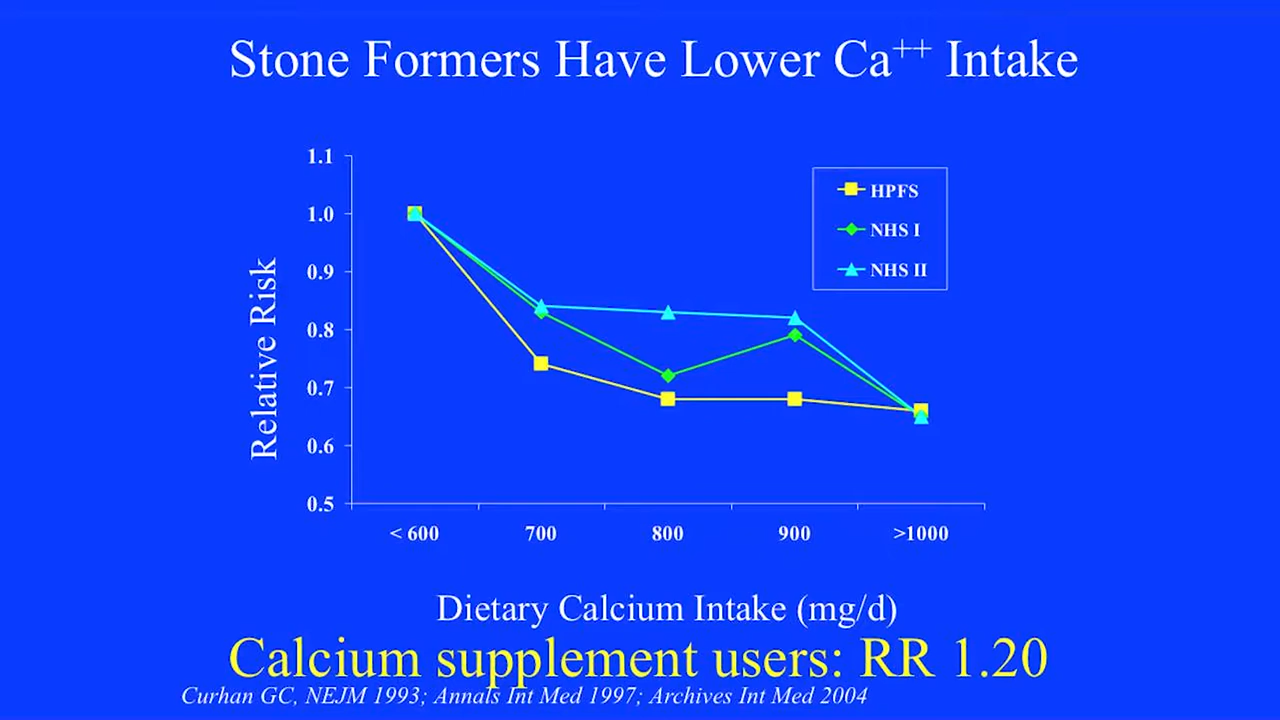 Stone Formers Have Lower Ca++ Intake
1.1
1.0
0.9
0.8
0.7
0.6
0.5
Relative Risk
HPFS
NHS I
NHS II
< 600 700 800 900 >1000
Dietary Calcium Intake (mg/d)
Calcium supplement users: RR 1.20
Curhan GC, NEJM 1993; Annals Int Med 1997; Archives Int Med 2004